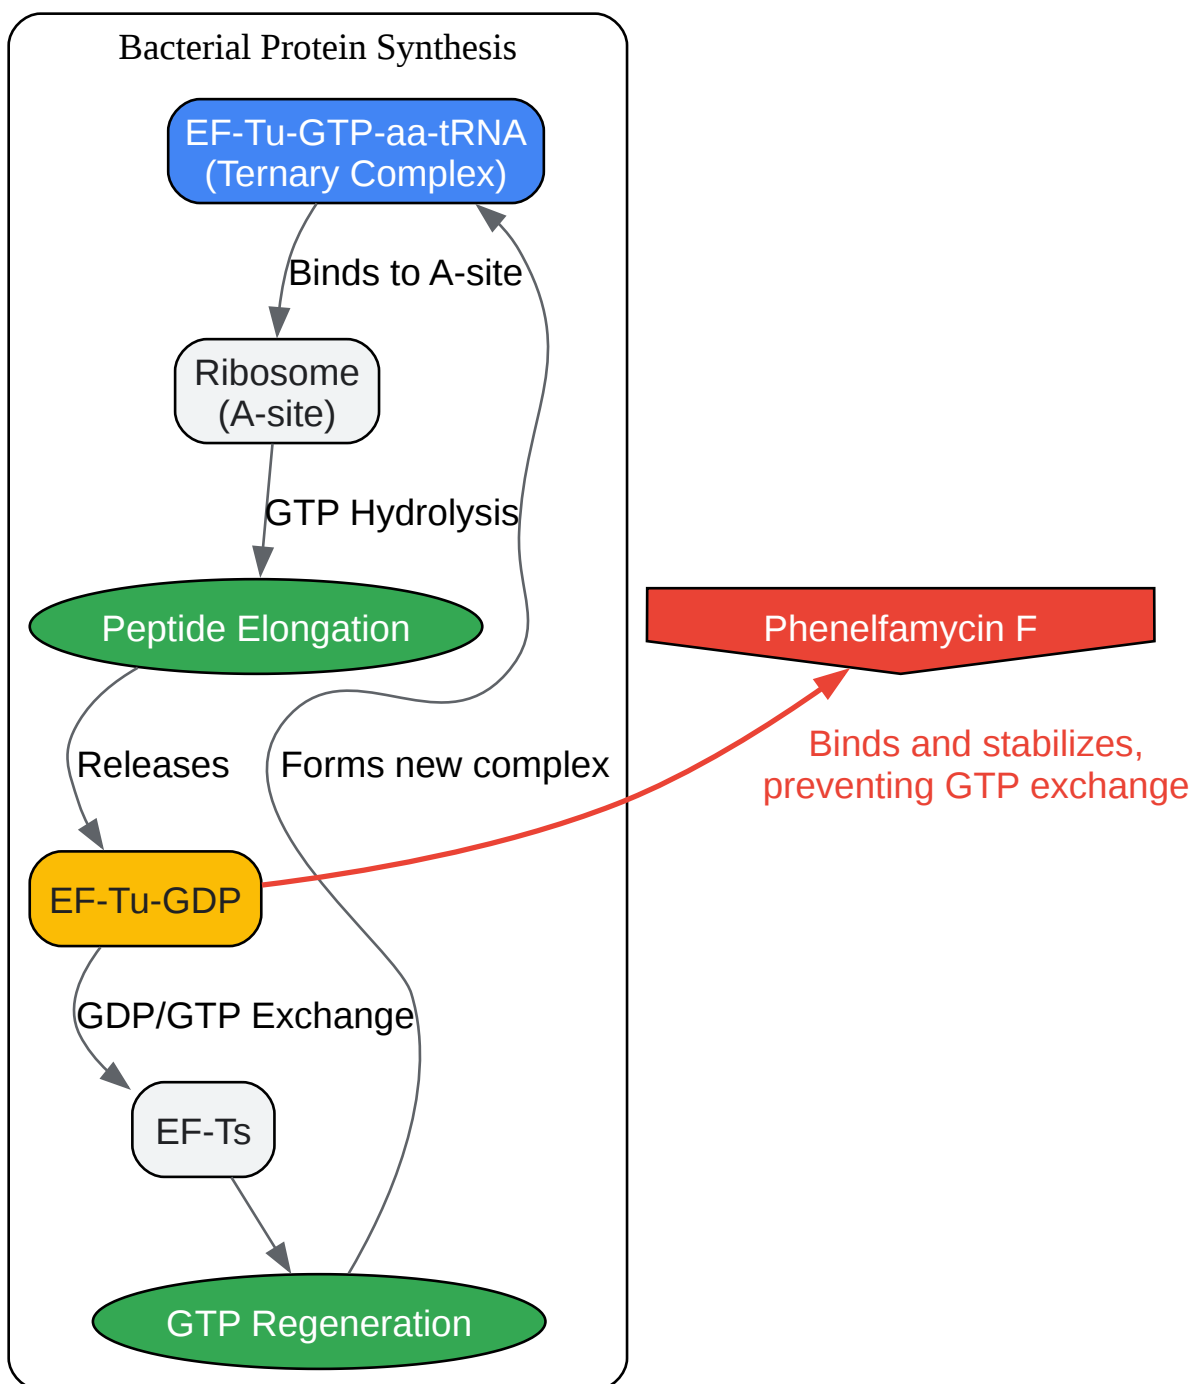 Bacterial Protein Synthesis
EF-Tu-GTP-aa-tRNA
(Ternary Complex)
Binds to A-site
Ribosome
(A-site)
GTP Hydrolysis
Peptide Elongation
Phenelfamycin F
Releases
Forms new complex
Binds and stabilizes,
preventing GTP exchange
EF-Tu-GDP
GDP/GTP Exchange
EF-Ts
GTP Regeneration